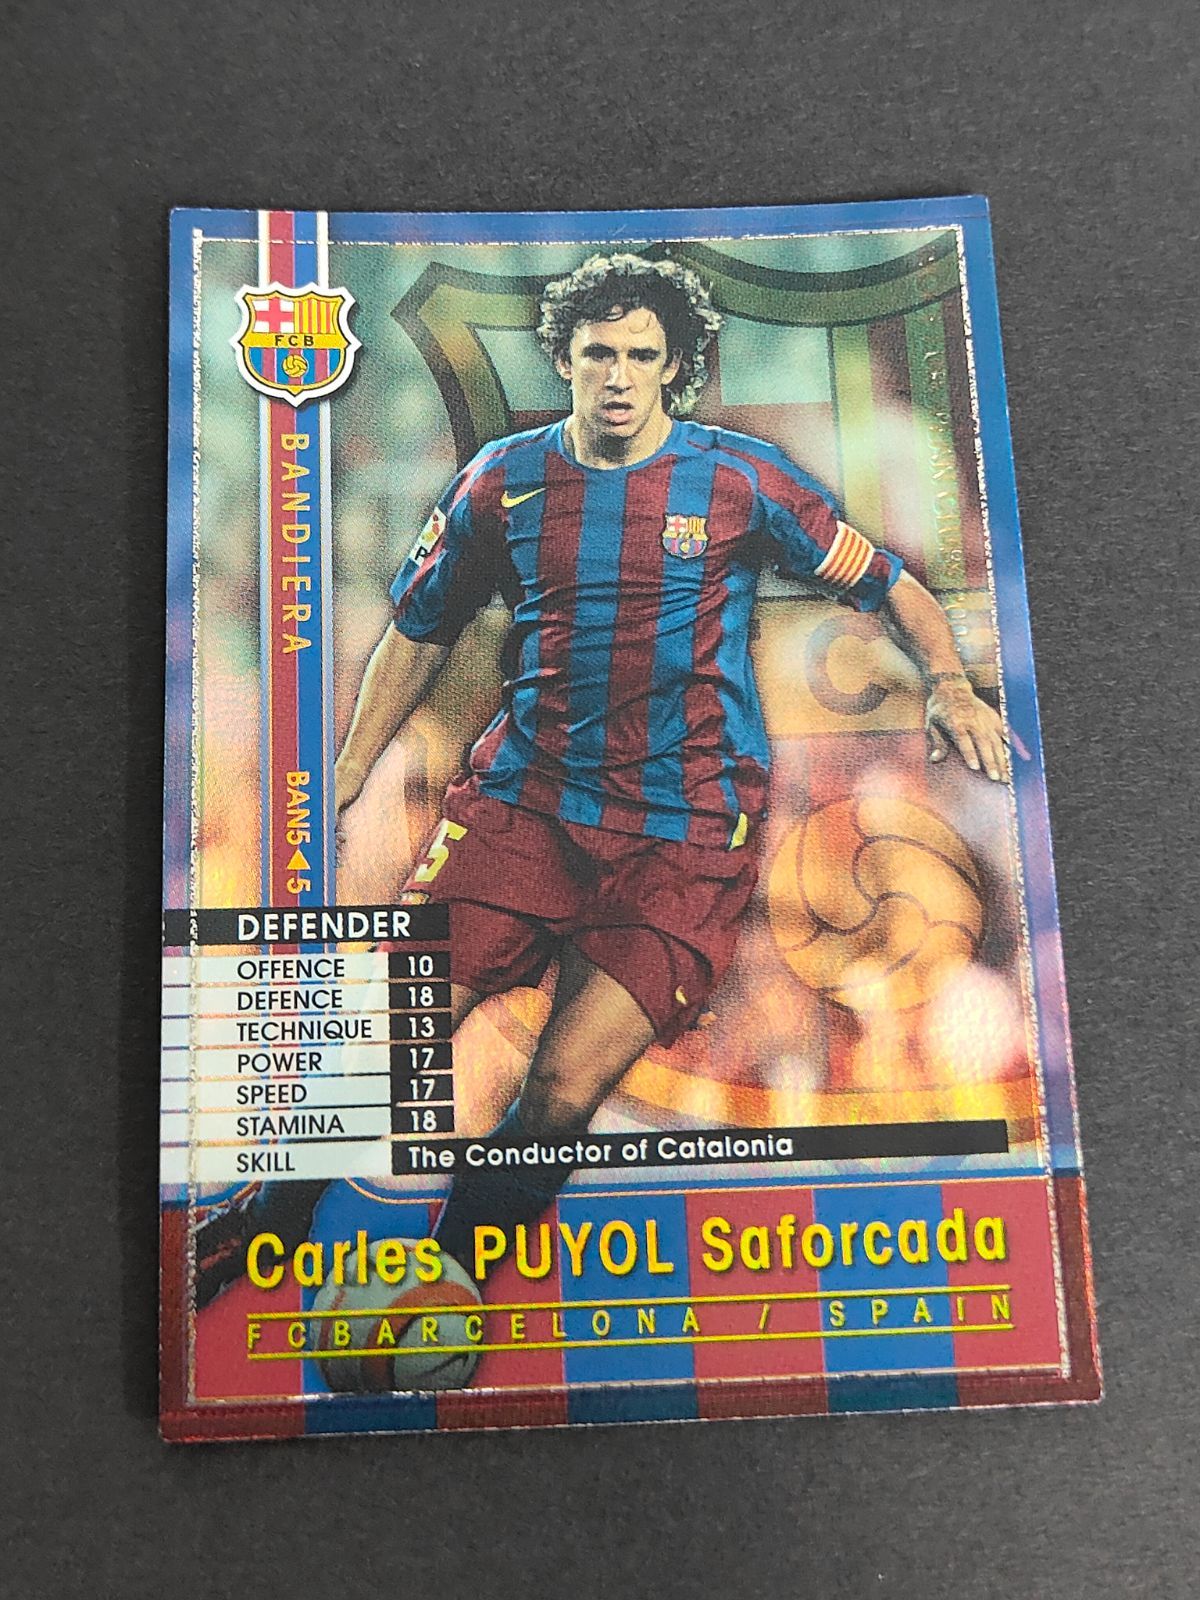 FCB
BANDIERA
BAN5◀5
5
DEFENDER
OFFENCE 10
DEFENCE 18
TECHNIQUE 13
POWER 17
SPEED 17
STAMINA 18
SKILL The Conductor of Catalonia
Carles PUYOL Saforcada
FC BARCELONA / SPAIN